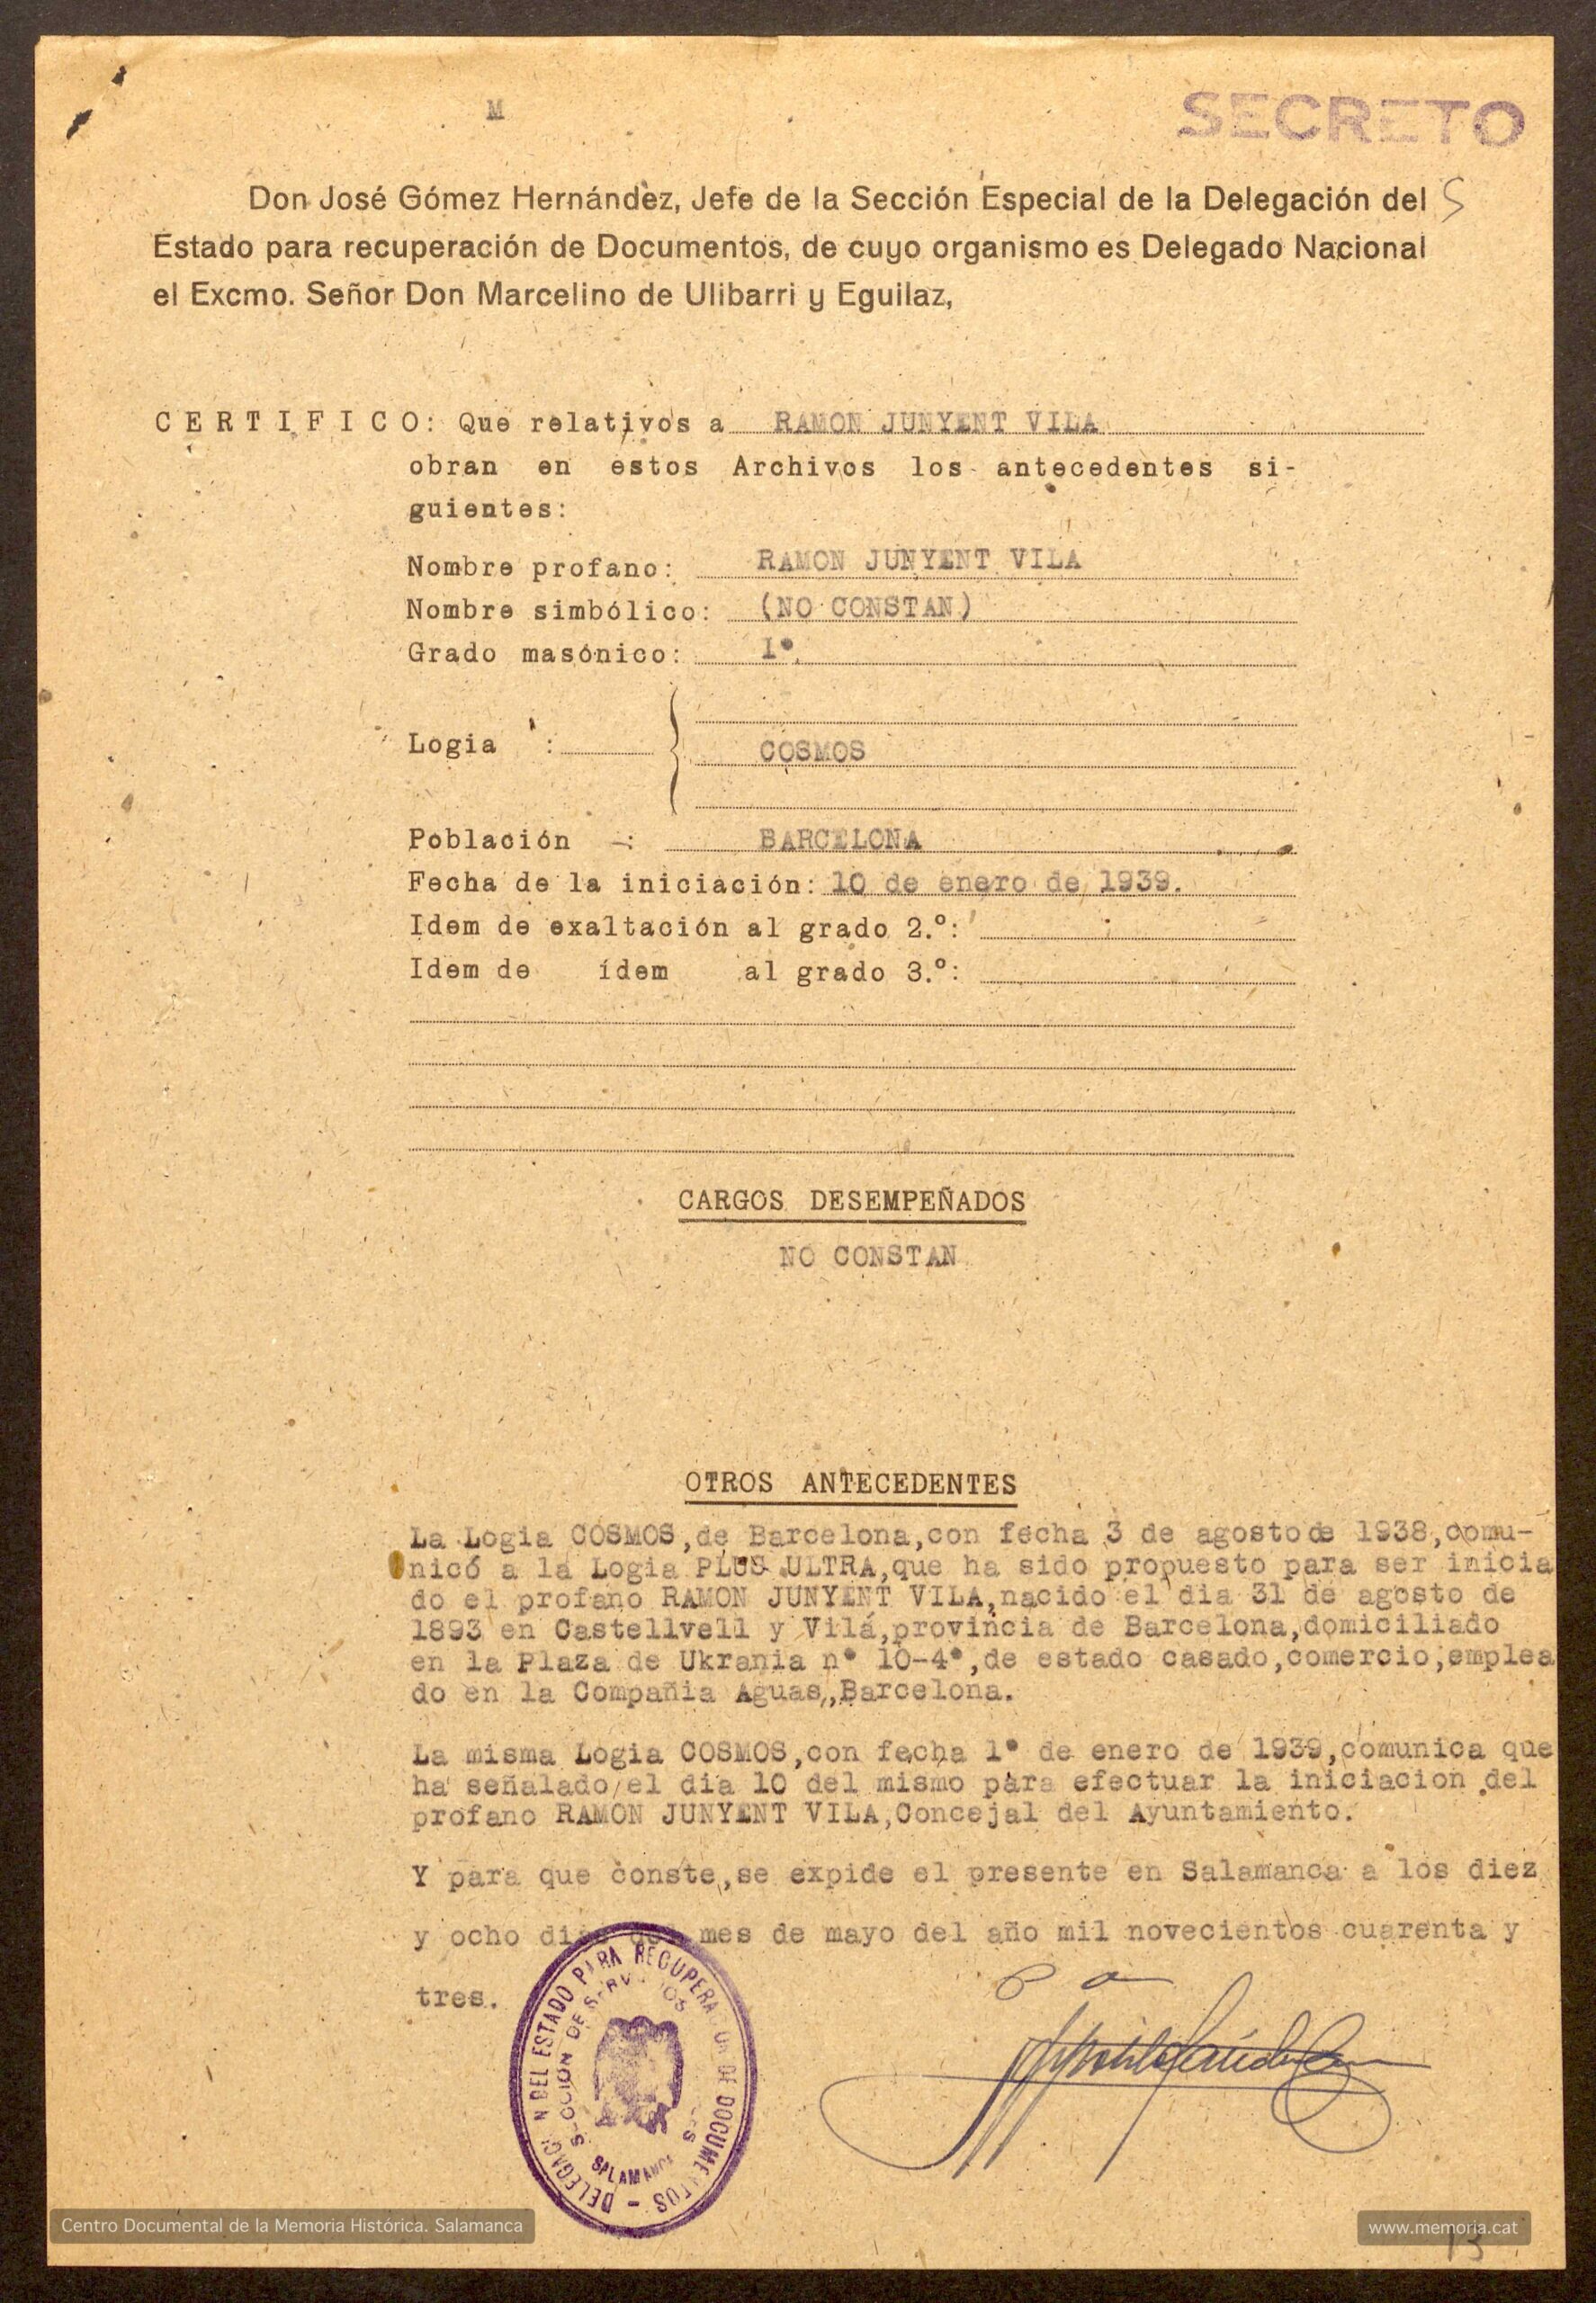 M
SECRETO
Don José Gómez Hernández, Jefe de la Sección Especial de la Delegación del
Estado para recuperación de Documentos, de cuyo organismo es Delegado Nacional
el Excmo. Señor Don Marcelino de Ulibarri y Eguilaz,
CERTIFICO: Que relativos a RAMON JUNYENT VILA
obran en estos Archivos los antecedentes si-
guientes:
Nombre profano: RAMON JUNYENT VILA
Nombre simbólico: (NO CONSTAN)
Grado masónico: 1º.
Logia : COSMOS
Población -: BARCELONA
Fecha de la iniciación: 10 de enero de 1939.
Idem de exaltación al grado 2.º:
Idem de ídem al grado 3.º:
CARGOS DESEMPEÑADOS
NO CONSTAN
OTROS ANTECEDENTES
La Logia COSMOS,de Barcelona,con fecha 3 de agosto de 1938,comu-
nicó a la Logia PLUS ULTRA,que ha sido propuesto para ser inicia
do el profano RAMON JUNYENT VILA,nacido el dia 31 de agosto de
1893 en Castellvell y Vilá,provincia de Barcelona,domiciliado
en la Plaza de Ukrania nº 10-4º,de estado casado,comercio,emplea
do en la Compañia Aguas,,Barcelona.
La misma Logia COSMOS,con fecha 1º de enero de 1939,comunica que
ha señalado el dia 10 del mismo para efectuar la iniciacion del
profano RAMON JUNYENT VILA,Concejal del Ayuntamiento.
Y para que conste,se expide el presente en Salamanca a los diez
y ocho dias del mes de mayo del año mil novecientos cuarenta y
tres.
DELEGACIÓN DEL ESTADO PARA RECUPERACIÓN DE DOCUMENTOS -
SECCIÓN DE SERVICIOS
SALAMANCA
Centro Documental de la Memoria Histórica. Salamanca
www.memoria.cat
13